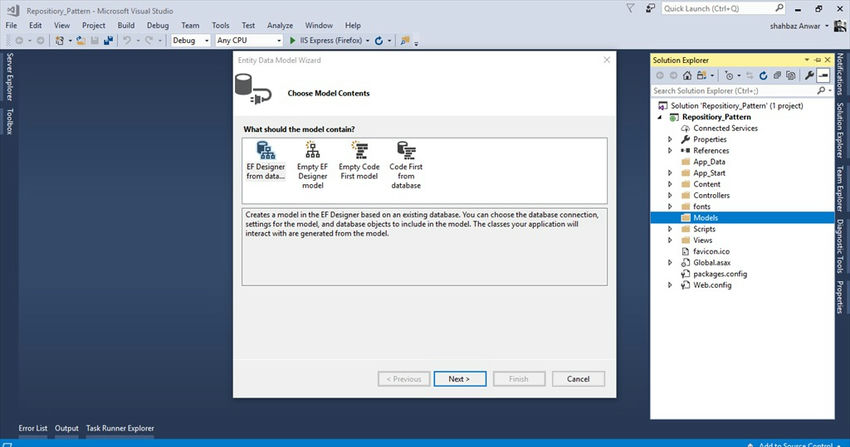 Repositiory_Pattern - Microsoft Visual Studio
Quick Launch (Ctrl+Q)
File Edit View Project Build Debug Team Tools Test Analyze Window Help
shahbaz Anwar
Debug Any CPU IIS Express (Firefox)
Server Explorer
Toolbox
Entity Data Model Wizard
Choose Model Contents
What should the model contain?
EF Designer
from data...
Empty EF
Designer
model
Empty Code
First model
Code First
from
database
Creates a model in the EF Designer based on an existing database. You can choose the database connection,
settings for the model, and database objects to include in the model. The classes your application will
interact with are generated from the model.
< Previous
Next >
Finish
Cancel
Solution Explorer
Search Solution Explorer (Ctrl+;)
Solution 'Repositiory_Pattern' (1 project)
Repositiory_Pattern
Connected Services
Properties
References
App_Data
App_Start
Content
Controllers
fonts
Models
Scripts
Views
favicon.ico
Global.asax
packages.config
Web.config
Notifications
Solution Explorer
Team Explorer
Diagnostic Tools
Properties
Error List Output Task Runner Explorer
Add to Source Control